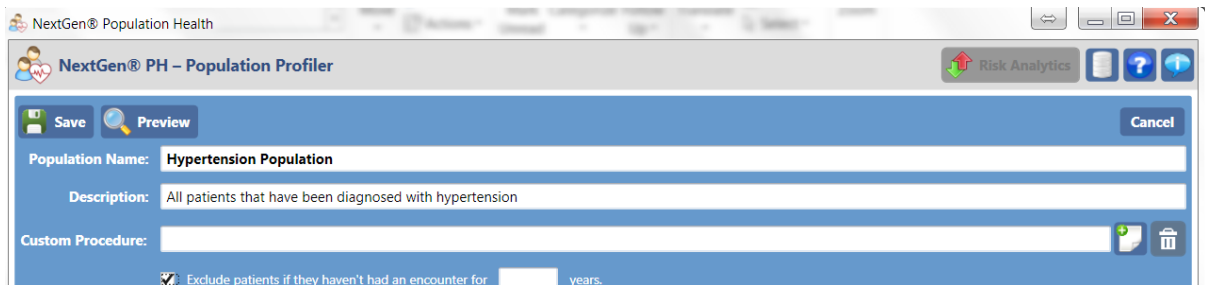 NextGen® Population Health
NextGen® PH – Population Profiler
Risk Analytics
Save
Preview
Cancel
Population Name: Hypertension Population
Description: All patients that have been diagnosed with hypertension
Custom Procedure:
Exclude patients if they haven't had an encounter for years.